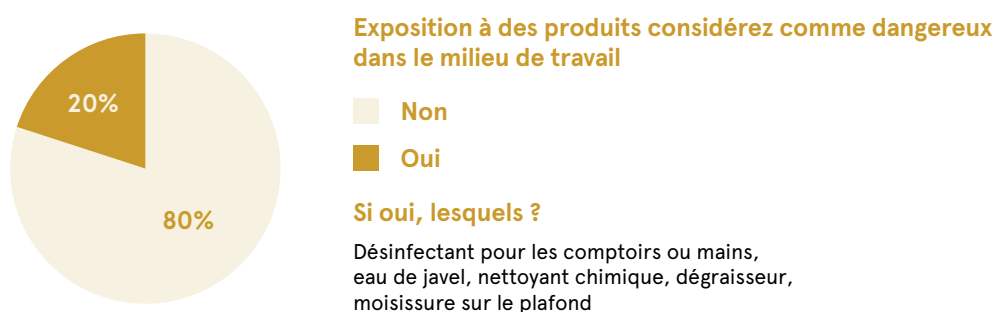 Exposition à des produits considérez comme dangereux
dans le milieu de travail
20%
80%
Non
Oui
Si oui, lesquels ?
Désinfectant pour les comptoirs ou mains,
eau de javel, nettoyant chimique, dégraisseur,
moisissure sur le plafond